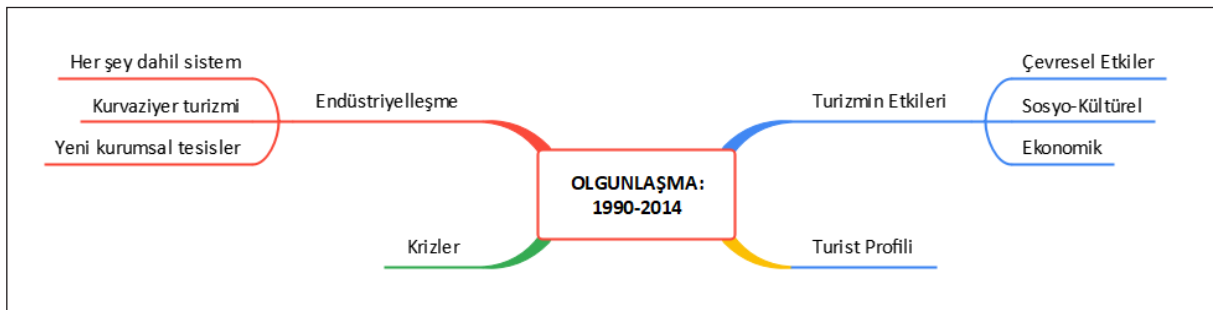 Her şey dahil sistem
Kurvaziyer turizmi
Yeni kurumsal tesisler
Endüstriyelleşme
Krizler
OLGUNLAŞMA:
1990-2014
Turizmin Etkileri
Çevresel Etkiler
Sosyo-Kültürel
Ekonomik
Turist Profili